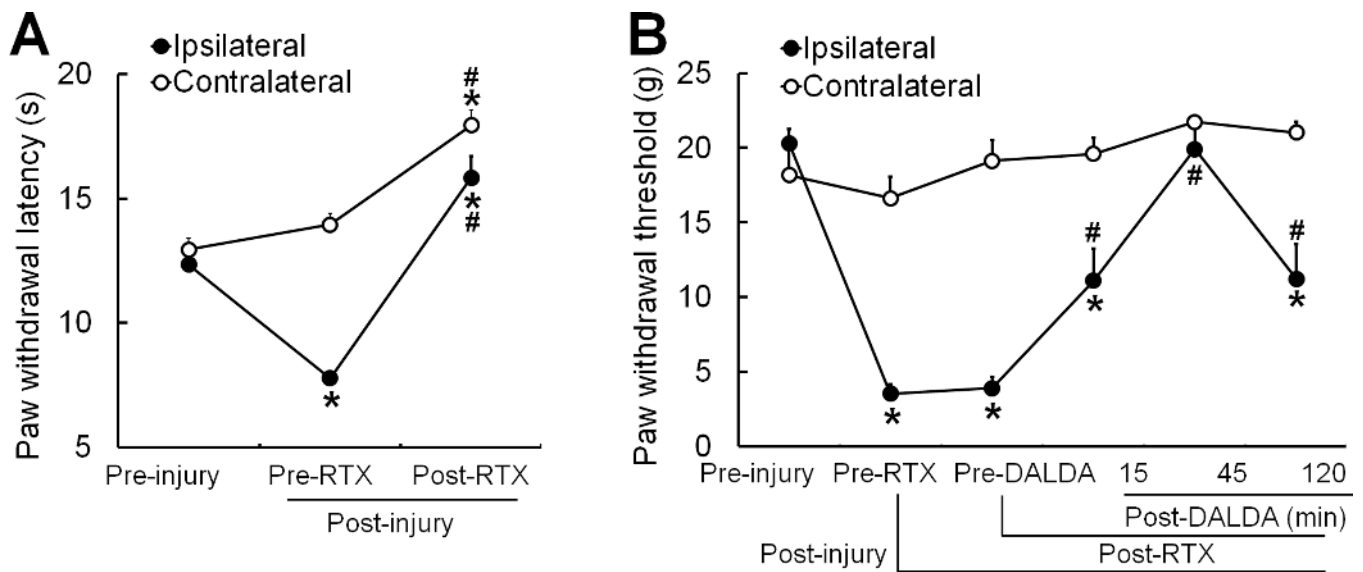 A
Ipsilateral
Contralateral
Paw withdrawal latency (s)
20
15
10
5
#
*
*
#
*
Pre-injury Pre-RTX Post-RTX
Post-injury
B
Ipsilateral
Contralateral
Paw withdrawal threshold (g)
25
20
15
10
5
0
#
#
#
*
*
*
*
Pre-injury Pre-RTX Pre-DALDA 15 45 120
Post-DALDA (min)
Post-injury Post-RTX